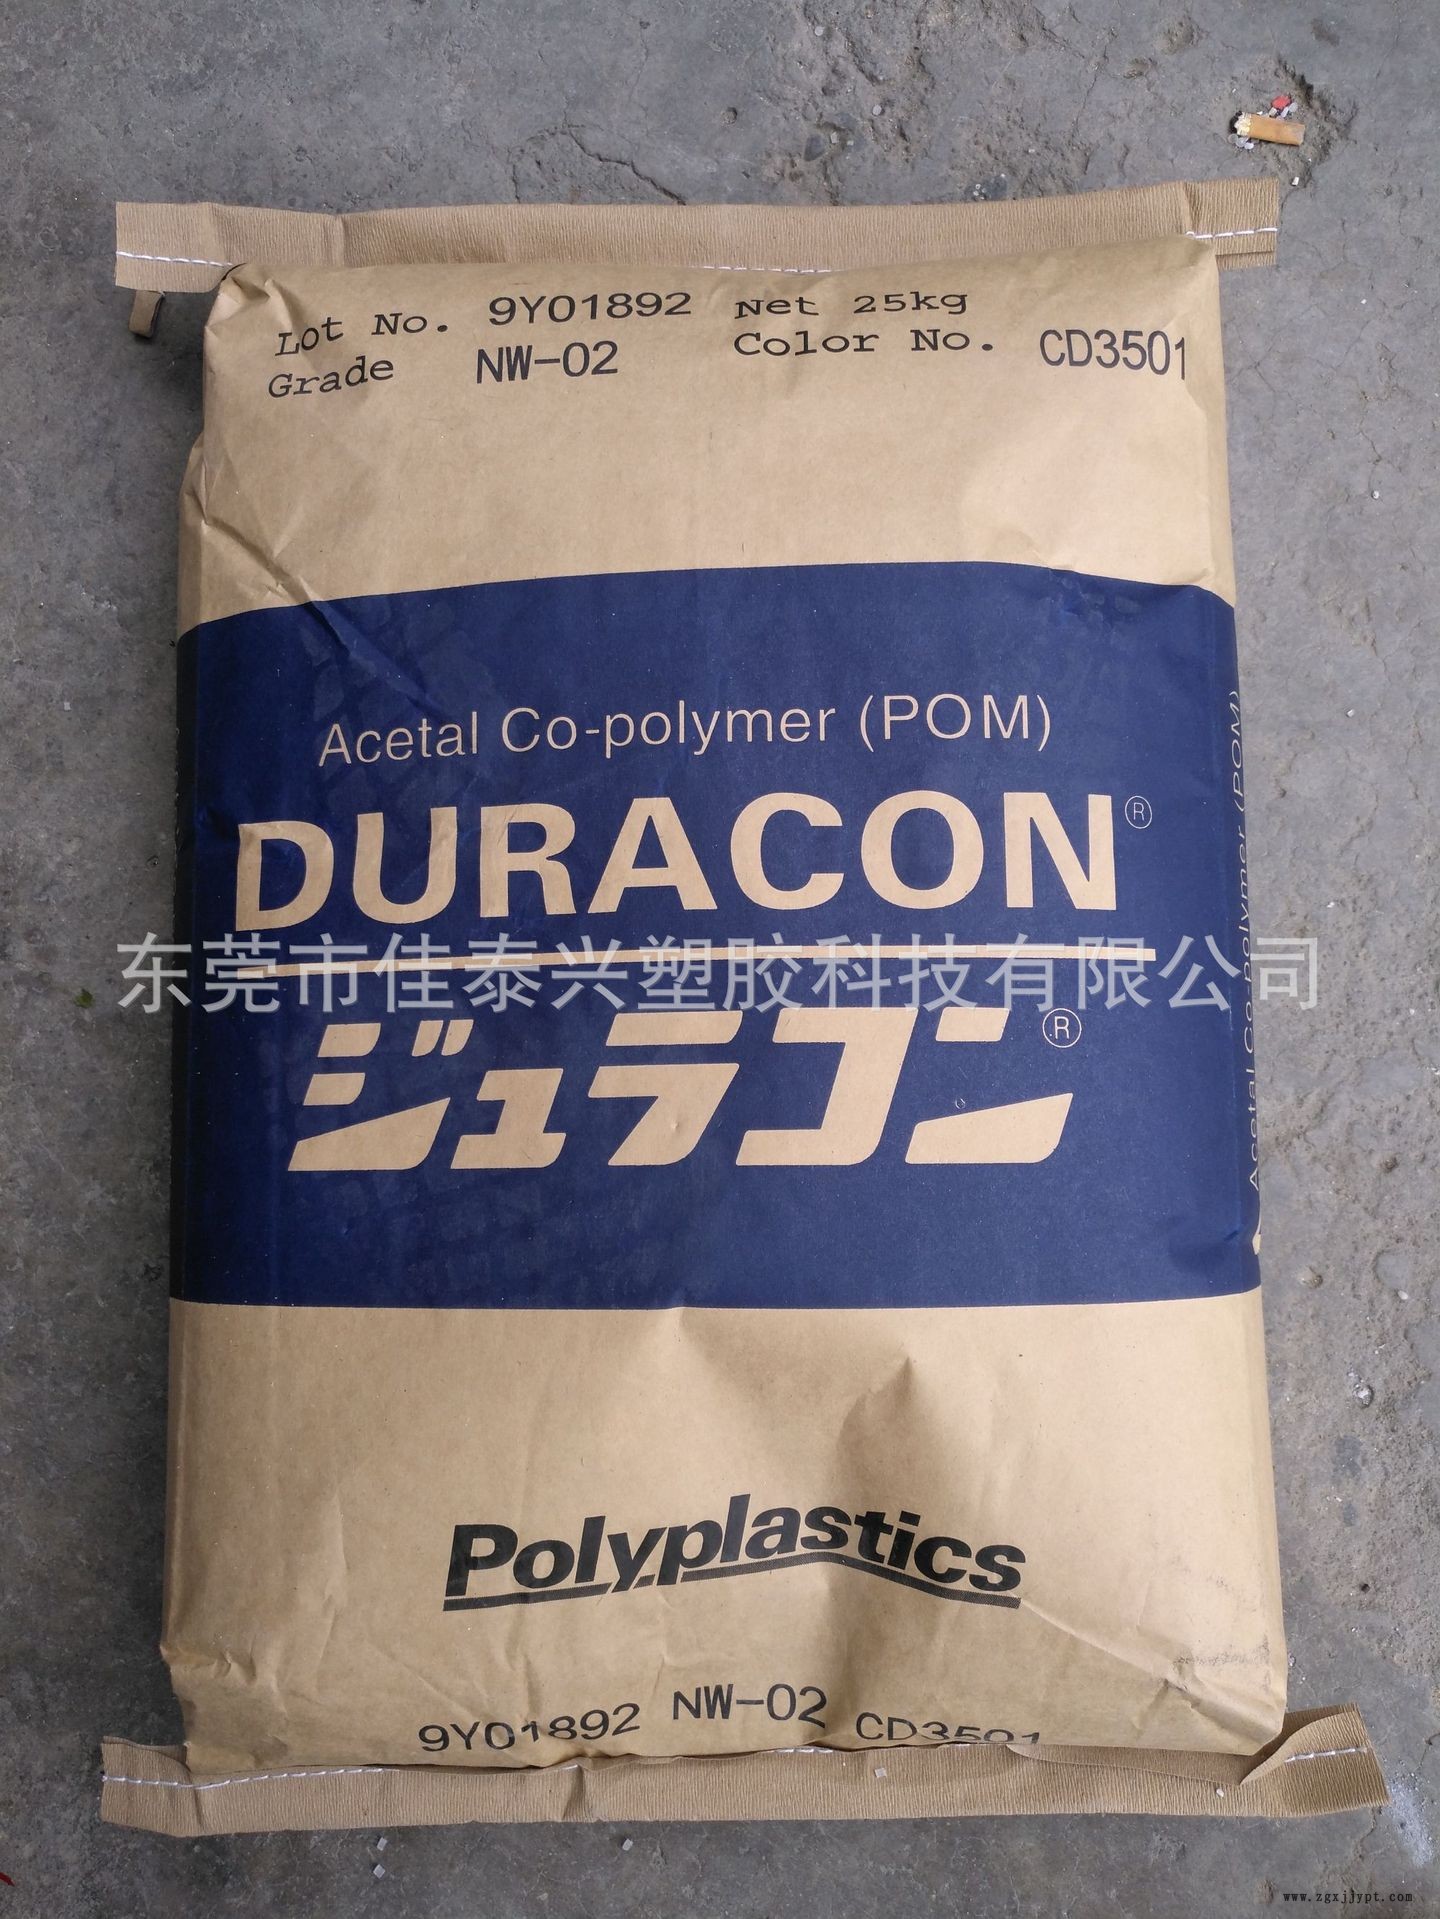 Lot No. 9Y01892 Net 25kg
Grade NW-02 Color No. CD3501
Acetal Co-polymer (POM)
DURACON®
东莞市佳泰兴塑胶科技有限公司
ジュラコン®
Acetal Co-polymer (POM)
Polyplastics
9Y01892 NW-02 CD3501
www.zgxjjypt.com